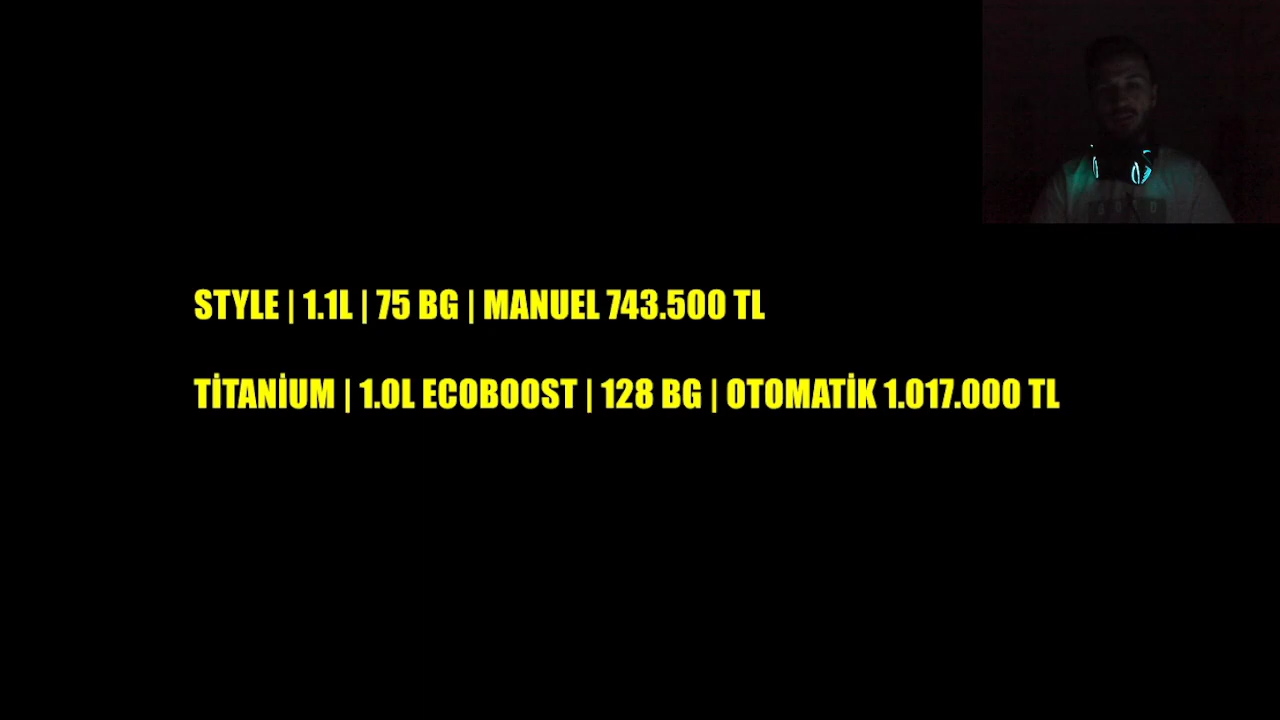 STYLE | 1.1L | 75 BG | MANUEL 743.500 TL
TİTANİUM | 1.0L ECOBOOST | 128 BG | OTOMATİK 1.017.000 TL